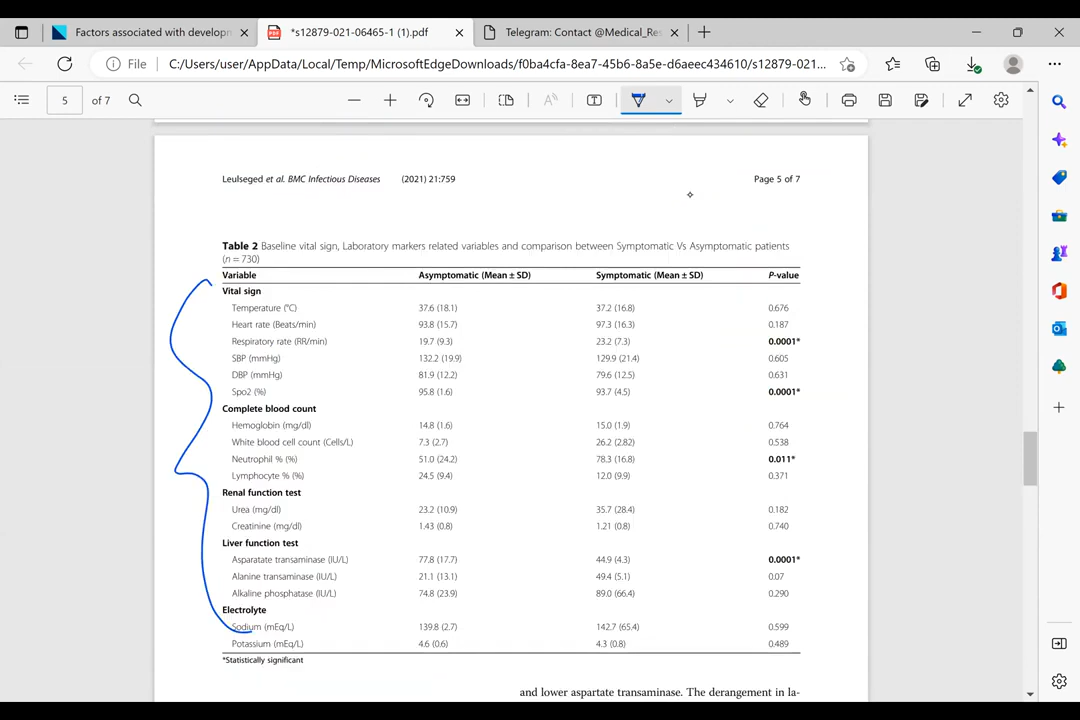 Factors associated with developm
*s12879-021-06465-1 (1).pdf
Telegram: Contact @Medical_Res
File
C:/Users/user/AppData/Local/Temp/MicrosoftEdgeDownloads/f0ba4cfa-8ea7-45b6-8a5e-d6aeec434610/s12879-021...
5 of 7
Leulseged et al. BMC Infectious Diseases (2021) 21:759 Page 5 of 7
Table 2 Baseline vital sign, Laboratory markers related variables and comparison between Symptomatic Vs Asymptomatic patients
(n = 730)
Variable Asymptomatic (Mean ± SD) Symptomatic (Mean ± SD) P-value
Vital sign
Temperature (°C) 37.6 (18.1) 37.2 (16.8) 0.676
Heart rate (Beats/min) 93.8 (15.7) 97.3 (16.3) 0.187
Respiratory rate (RR/min) 19.7 (9.3) 23.2 (7.3) 0.0001*
SBP (mmHg) 132.2 (19.9) 129.9 (21.4) 0.605
DBP (mmHg) 81.9 (12.2) 79.6 (12.5) 0.631
Spo2 (%) 95.8 (1.6) 93.7 (4.5) 0.0001*
Complete blood count
Hemoglobin (mg/dl) 14.8 (1.6) 15.0 (1.9) 0.764
White blood cell count (Cells/L) 7.3 (2.7) 26.2 (2.82) 0.538
Neutrophil % (%) 51.0 (24.2) 78.3 (16.8) 0.011*
Lymphocyte % (%) 24.5 (9.4) 12.0 (9.9) 0.371
Renal function test
Urea (mg/dl) 23.2 (10.9) 35.7 (28.4) 0.182
Creatinine (mg/dl) 1.43 (0.8) 1.21 (0.8) 0.740
Liver function test
Asparatate transaminase (IU/L) 77.8 (17.7) 44.9 (4.3) 0.0001*
Alanine transaminase (IU/L) 21.1 (13.1) 49.4 (5.1) 0.07
Alkaline phosphatase (IU/L) 74.8 (23.9) 89.0 (66.4) 0.290
Electrolyte
Sodium (mEq/L) 139.8 (2.7) 142.7 (65.4) 0.599
Potassium (mEq/L) 4.6 (0.6) 4.3 (0.8) 0.489
*Statistically significant
and lower aspartate transaminase. The derangement in la-